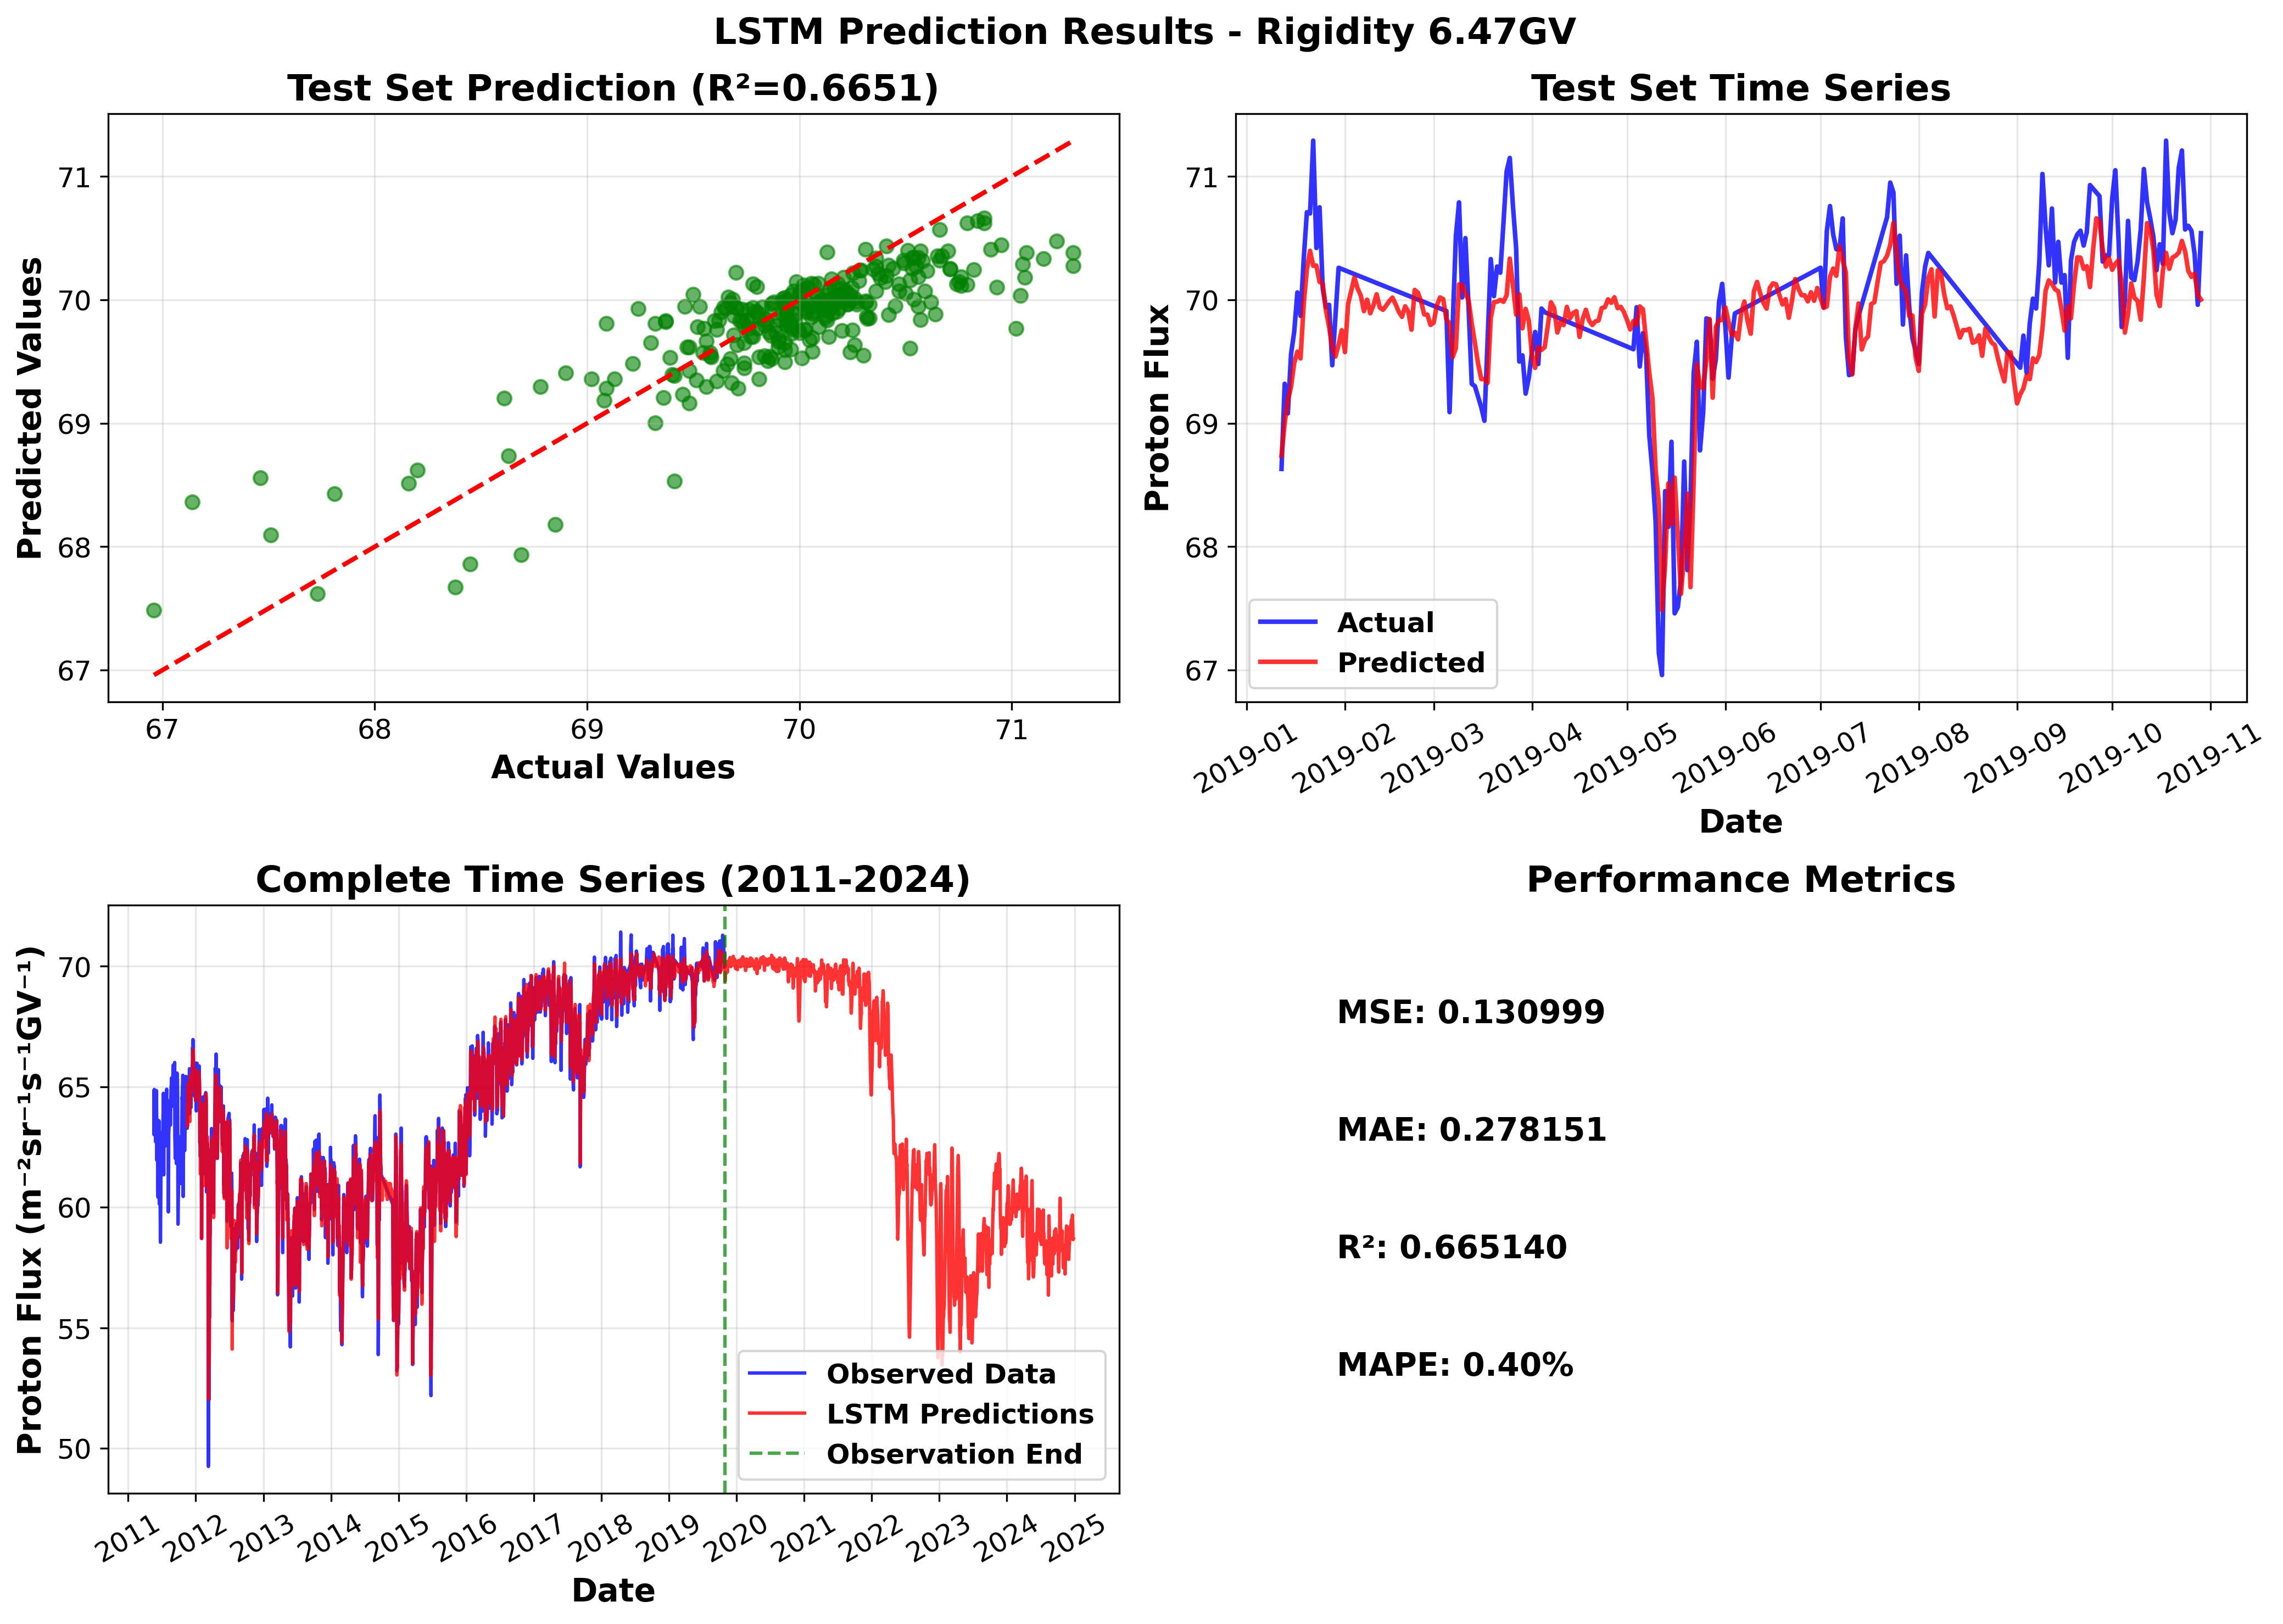 LSTM Prediction Results - Rigidity 6.47GV
Test Set Prediction (R²=0.6651)
71
70
69
68
67
Predicted Values
67 68 69 70 71
Actual Values
Test Set Time Series
71
70
69
68
67
Proton Flux
Actual
Predicted
2019-01 2019-02 2019-03 2019-04 2019-05 2019-06 2019-07 2019-08 2019-09 2019-10 2019-11
Date
Complete Time Series (2011-2024)
70
65
60
55
50
Proton Flux (m⁻²sr⁻¹s⁻¹GV⁻¹)
Observed Data
LSTM Predictions
Observation End
2011 2012 2013 2014 2015 2016 2017 2018 2019 2020 2021 2022 2023 2024 2025
Date
Performance Metrics
MSE: 0.130999
MAE: 0.278151
R²: 0.665140
MAPE: 0.40%